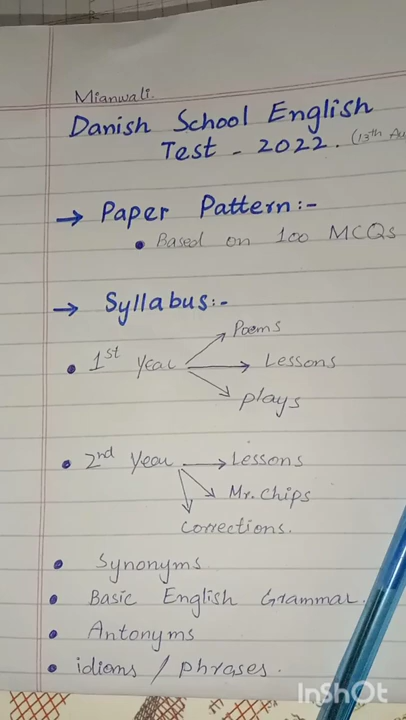 Mianwali.
Danish School English
Test - 2022. (13th Au
→ Paper Pattern:-
• Based on 100 MCQs
→ Syllabus:-
• 1st Year → Poems
→ Lessons
→ plays
• 2nd Year → Lessons
→ Mr. Chips
Corrections.
• Synonyms
• Basic English Grammar.
• Antonyms
• idioms / phrases.
InShOt